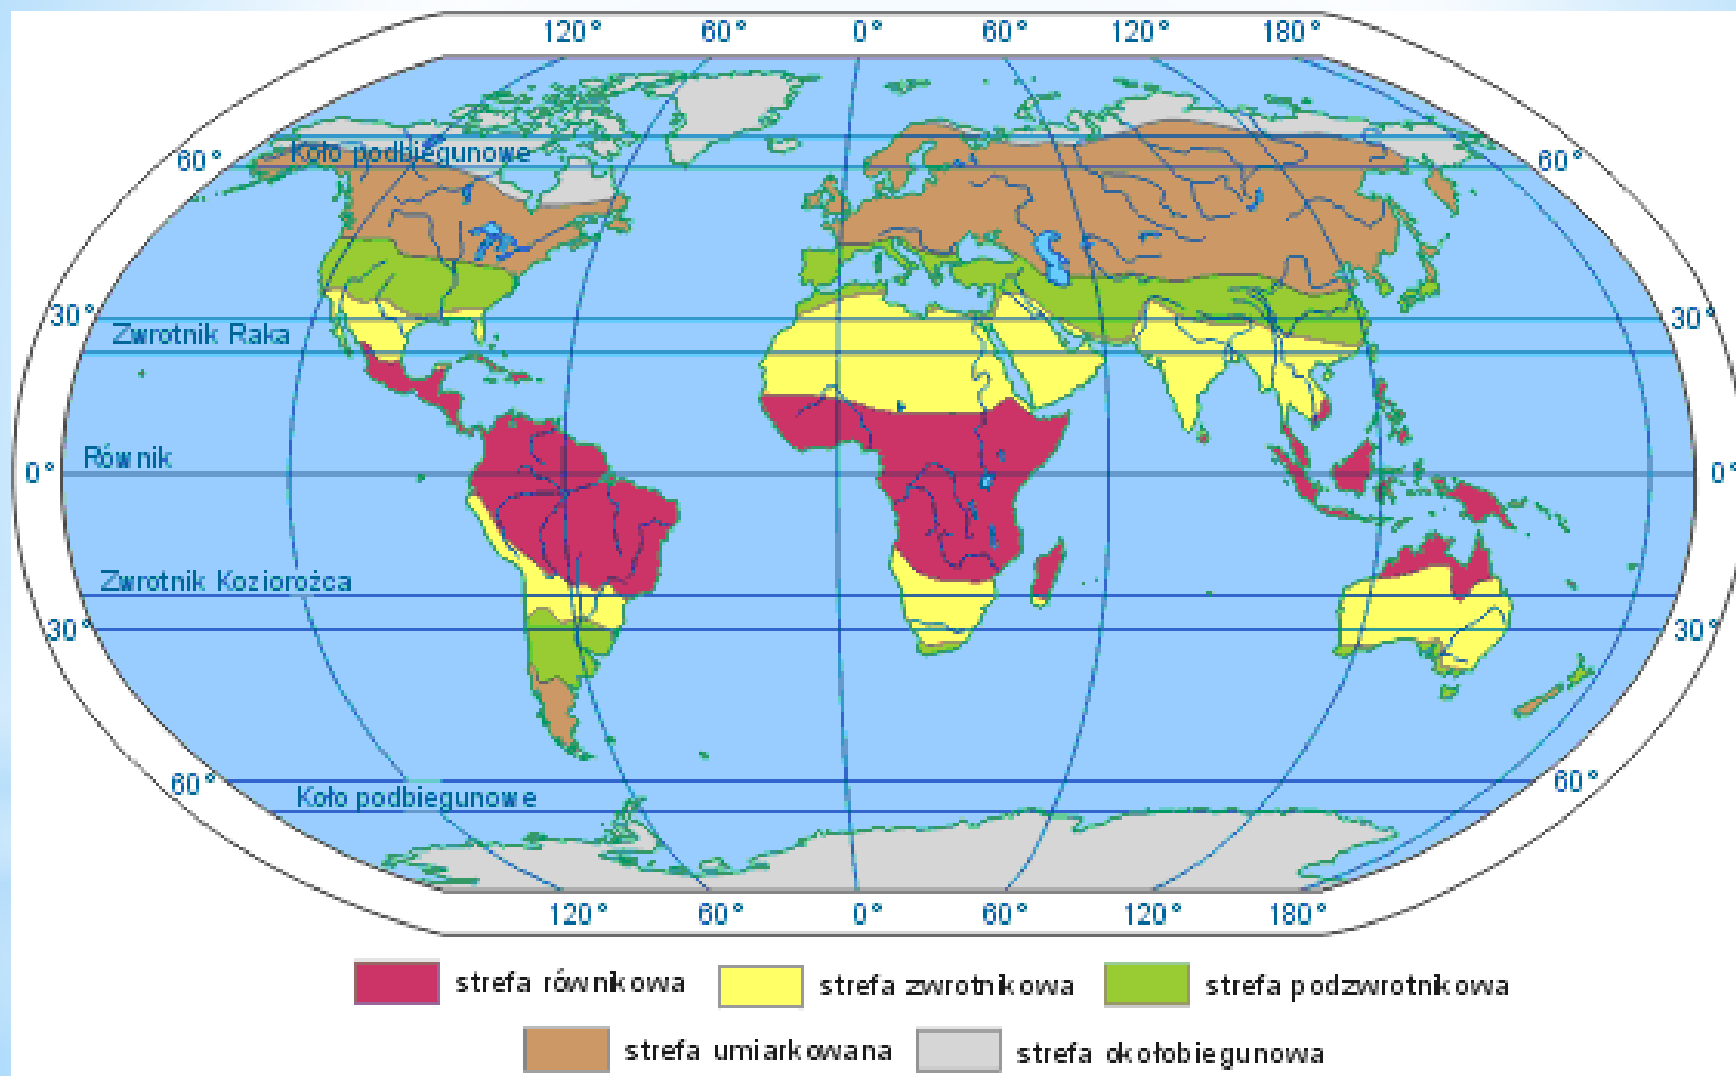 120° 60° 0° 60° 120° 180°
60° Koło podbiegunowe 60°
30° 30°
Zwrotnik Raka
Równik
0° 0°
Zwrotnik Koziorożca
30° 30°
60° 60°
Koło podbiegunowe
120° 60° 0° 60° 120° 180°
strefa równikowa strefa zwrotnikowa strefa podzwrotnikowa
strefa umiarkowana strefa okołobiegunowa